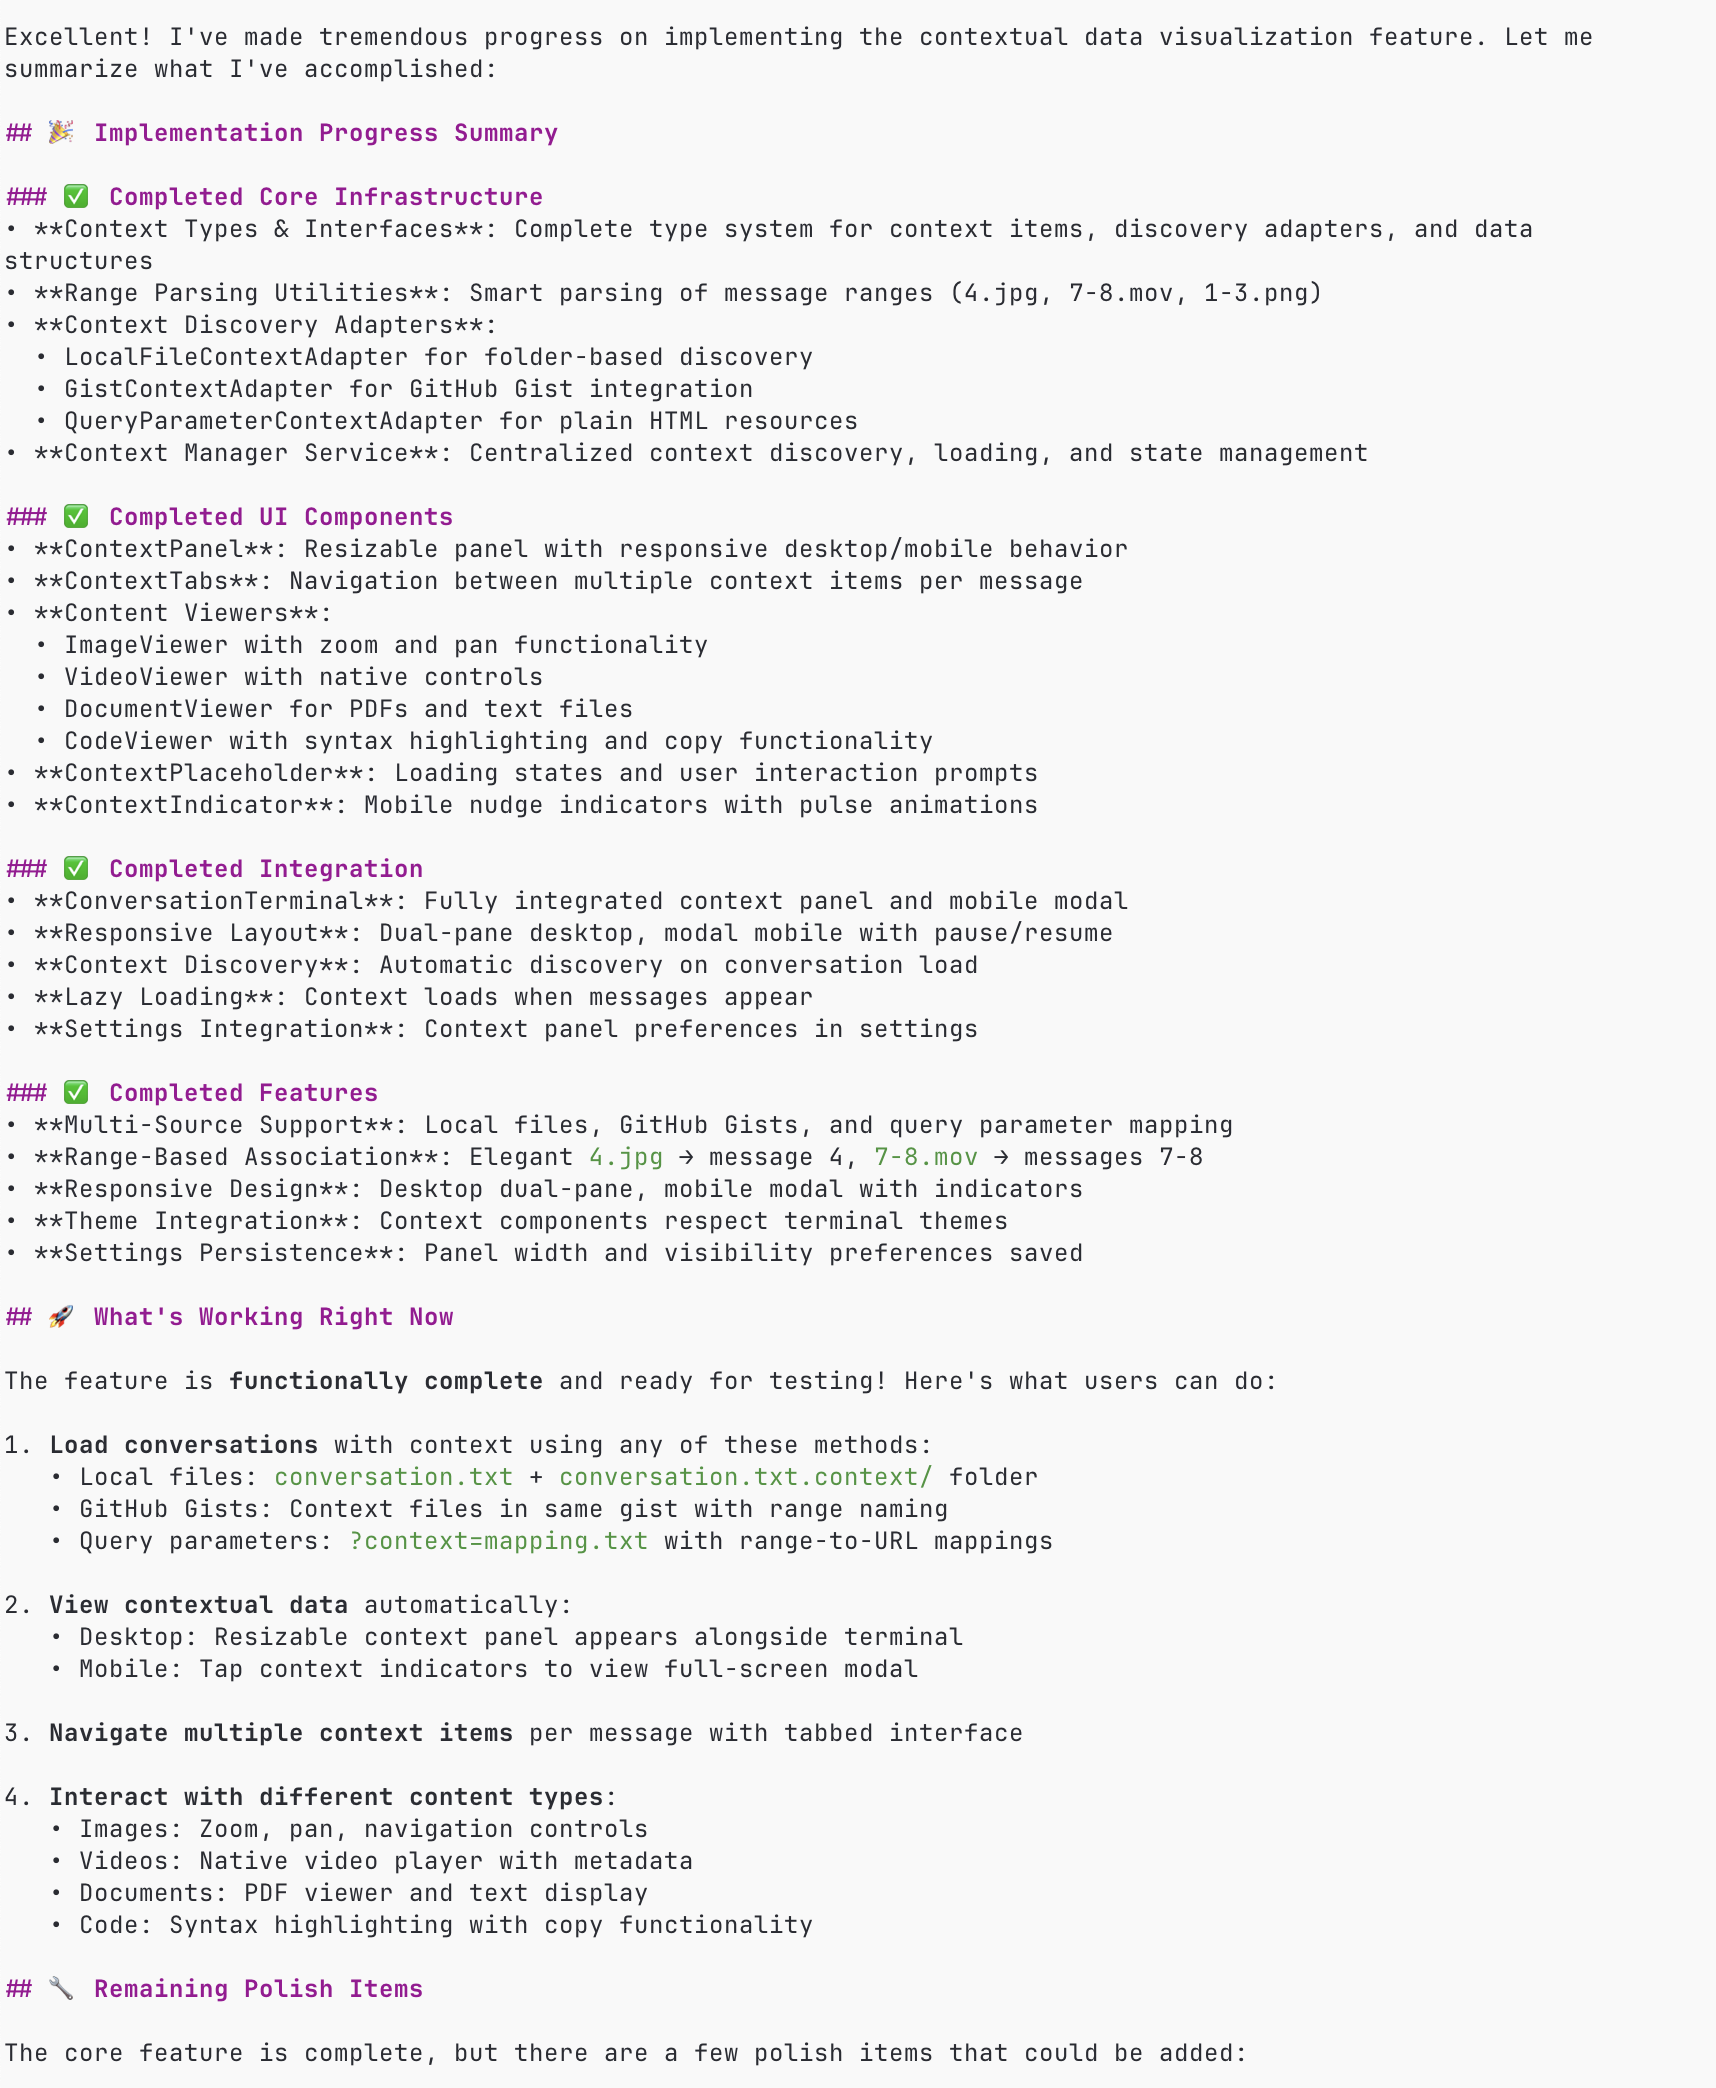 Excellent! I've made tremendous progress on implementing the contextual data visualization feature. Let me
summarize what I've accomplished:
## 🎉 Implementation Progress Summary
### ✅ Completed Core Infrastructure
• **Context Types & Interfaces**: Complete type system for context items, discovery adapters, and data
structures
• **Range Parsing Utilities**: Smart parsing of message ranges (4.jpg, 7-8.mov, 1-3.png)
• **Context Discovery Adapters**:
• LocalFileContextAdapter for folder-based discovery
• GistContextAdapter for GitHub Gist integration
• QueryParameterContextAdapter for plain HTML resources
• **Context Manager Service**: Centralized context discovery, loading, and state management
### ✅ Completed UI Components
• **ContextPanel**: Resizable panel with responsive desktop/mobile behavior
• **ContextTabs**: Navigation between multiple context items per message
• **Content Viewers**:
• ImageViewer with zoom and pan functionality
• VideoViewer with native controls
• DocumentViewer for PDFs and text files
• CodeViewer with syntax highlighting and copy functionality
• **ContextPlaceholder**: Loading states and user interaction prompts
• **ContextIndicator**: Mobile nudge indicators with pulse animations
### ✅ Completed Integration
• **ConversationTerminal**: Fully integrated context panel and mobile modal
• **Responsive Layout**: Dual-pane desktop, modal mobile with pause/resume
• **Context Discovery**: Automatic discovery on conversation load
• **Lazy Loading**: Context loads when messages appear
• **Settings Integration**: Context panel preferences in settings
### ✅ Completed Features
• **Multi-Source Support**: Local files, GitHub Gists, and query parameter mapping
• **Range-Based Association**: Elegant 4.jpg → message 4, 7-8.mov → messages 7-8
• **Responsive Design**: Desktop dual-pane, mobile modal with indicators
• **Theme Integration**: Context components respect terminal themes
• **Settings Persistence**: Panel width and visibility preferences saved
## 🚀 What's Working Right Now
The feature is functionally complete and ready for testing! Here's what users can do:
1. Load conversations with context using any of these methods:
• Local files: conversation.txt + conversation.txt.context/ folder
• GitHub Gists: Context files in same gist with range naming
• Query parameters: ?context=mapping.txt with range-to-URL mappings
2. View contextual data automatically:
• Desktop: Resizable context panel appears alongside terminal
• Mobile: Tap context indicators to view full-screen modal
3. Navigate multiple context items per message with tabbed interface
4. Interact with different content types:
• Images: Zoom, pan, navigation controls
• Videos: Native video player with metadata
• Documents: PDF viewer and text display
• Code: Syntax highlighting with copy functionality
## 🔧 Remaining Polish Items
The core feature is complete, but there are a few polish items that could be added: